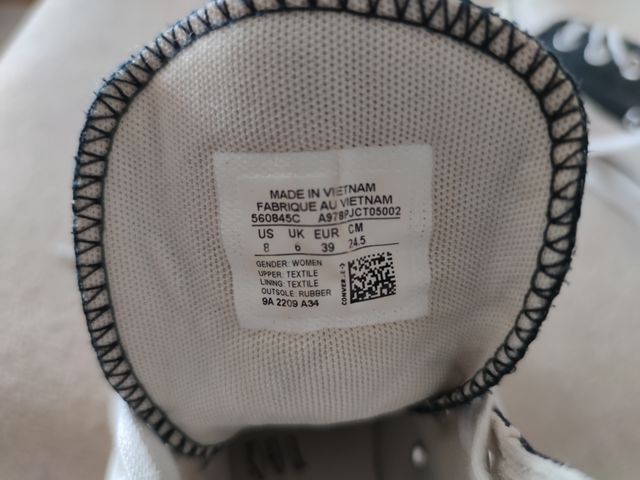 MADE IN VIETNAM
FABRIQUE AU VIETNAM
560845C A978PJCT05002
US UK EUR CM
8 6 39 24.5
GENDER: WOMEN
UPPER: TEXTILE
LINING: TEXTILE
OUTSOLE: RUBBER
9A 2209 A34